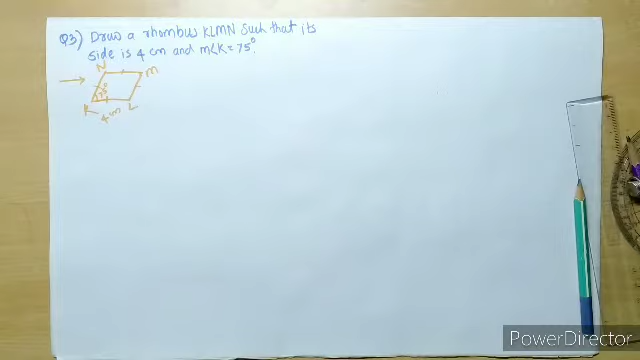 Q3) Draw a rhombus KLMN such that its
side is 4 cm and m∠K = 75°.
N
M
75°
K
L
4 cm
PowerDirector